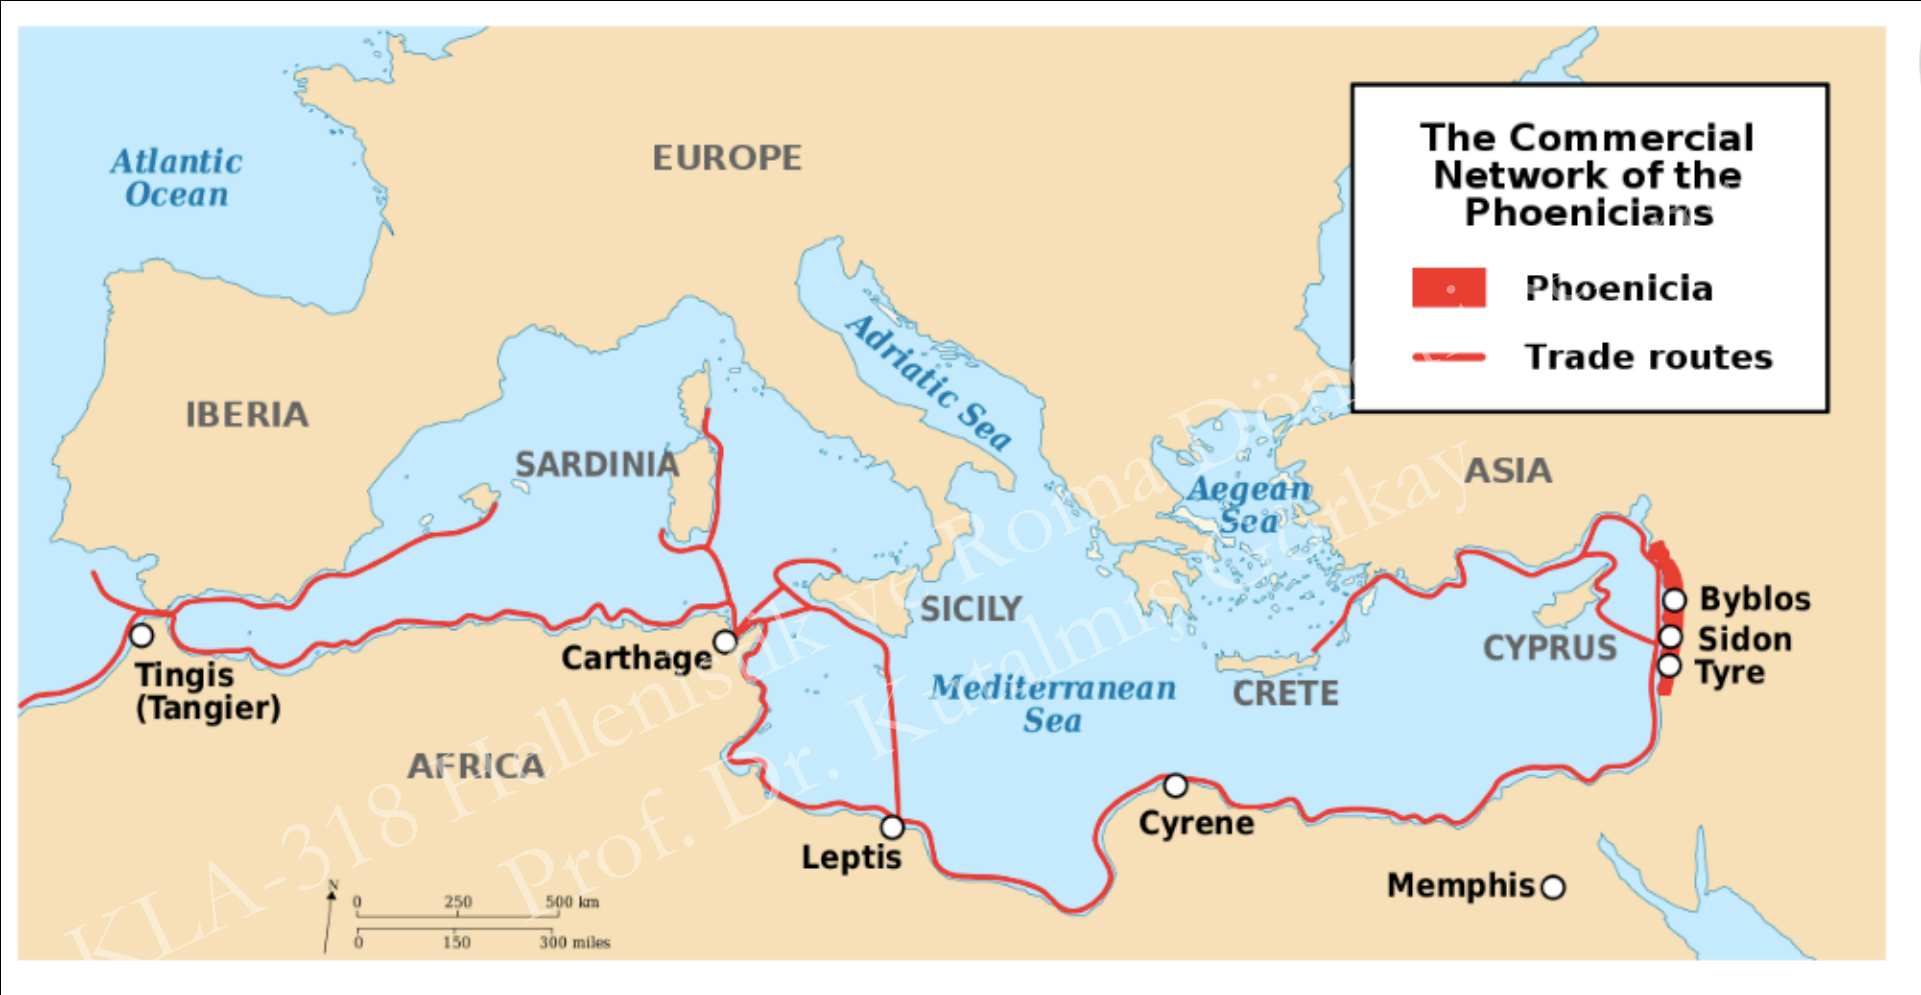 Atlantic
Ocean
EUROPE
The Commercial
Network of the
Phoenicians
Phoenicia
Trade routes
Adriatic Sea
IBERIA
SARDINIA
Aegean
Sea
ASIA
SICILY
CYPRUS
Byblos
Sidon
Tyre
Tingis
(Tangier)
Carthage
Mediterranean
Sea
CRETE
AFRICA
Cyrene
Leptis
Memphis
N
0 250 500 km
0 150 300 miles
KLA-318 Hellenistik ve Roma
Prof. Dr. Kutalmış Görkay